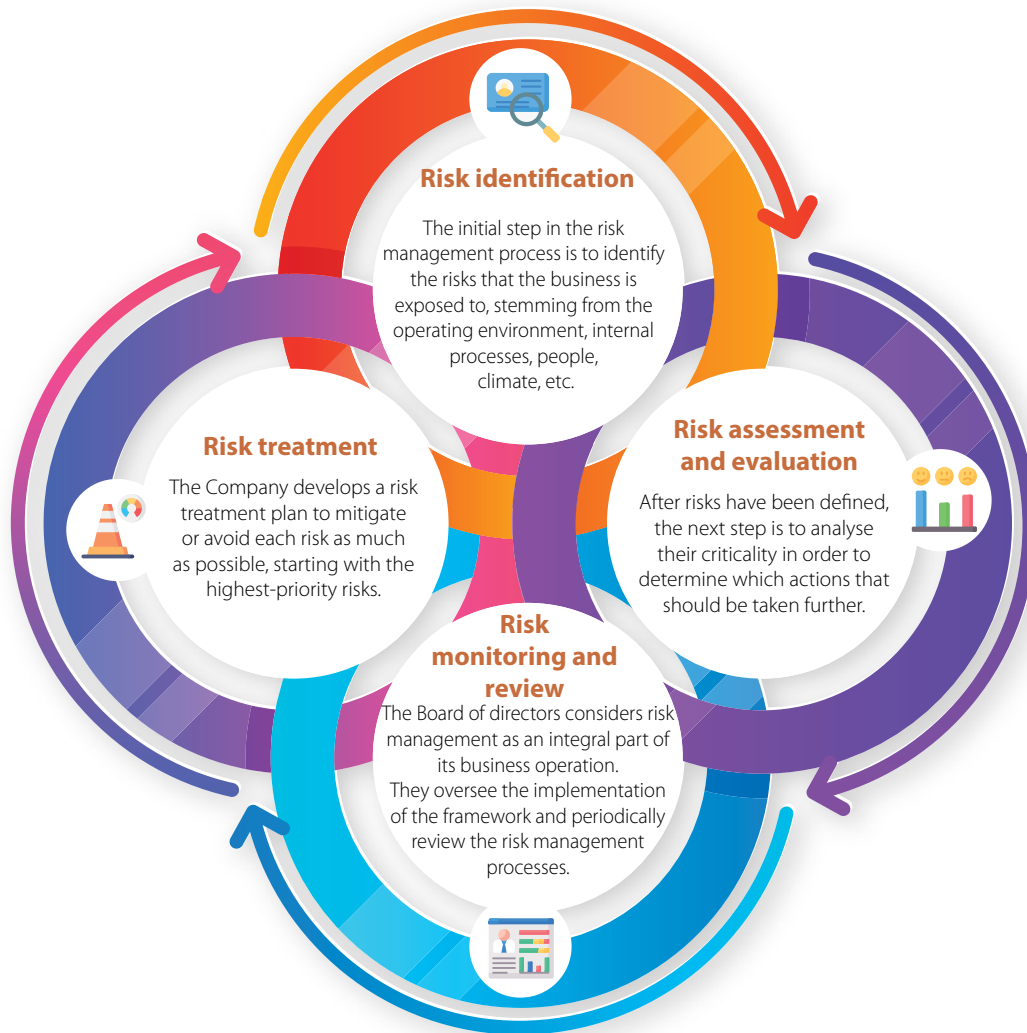 Risk identification
The initial step in the risk
management process is to identify
the risks that the business is
exposed to, stemming from the
operating environment, internal
processes, people,
climate, etc.
Risk assessment
and evaluation
After risks have been defined,
the next step is to analyse
their criticality in order to
determine which actions that
should be taken further.
Risk
monitoring and
review
The Board of directors considers risk
management as an integral part of
its business operation.
They oversee the implementation
of the framework and periodically
review the risk management
processes.
Risk treatment
The Company develops a risk
treatment plan to mitigate
or avoid each risk as much
as possible, starting with the
highest-priority risks.